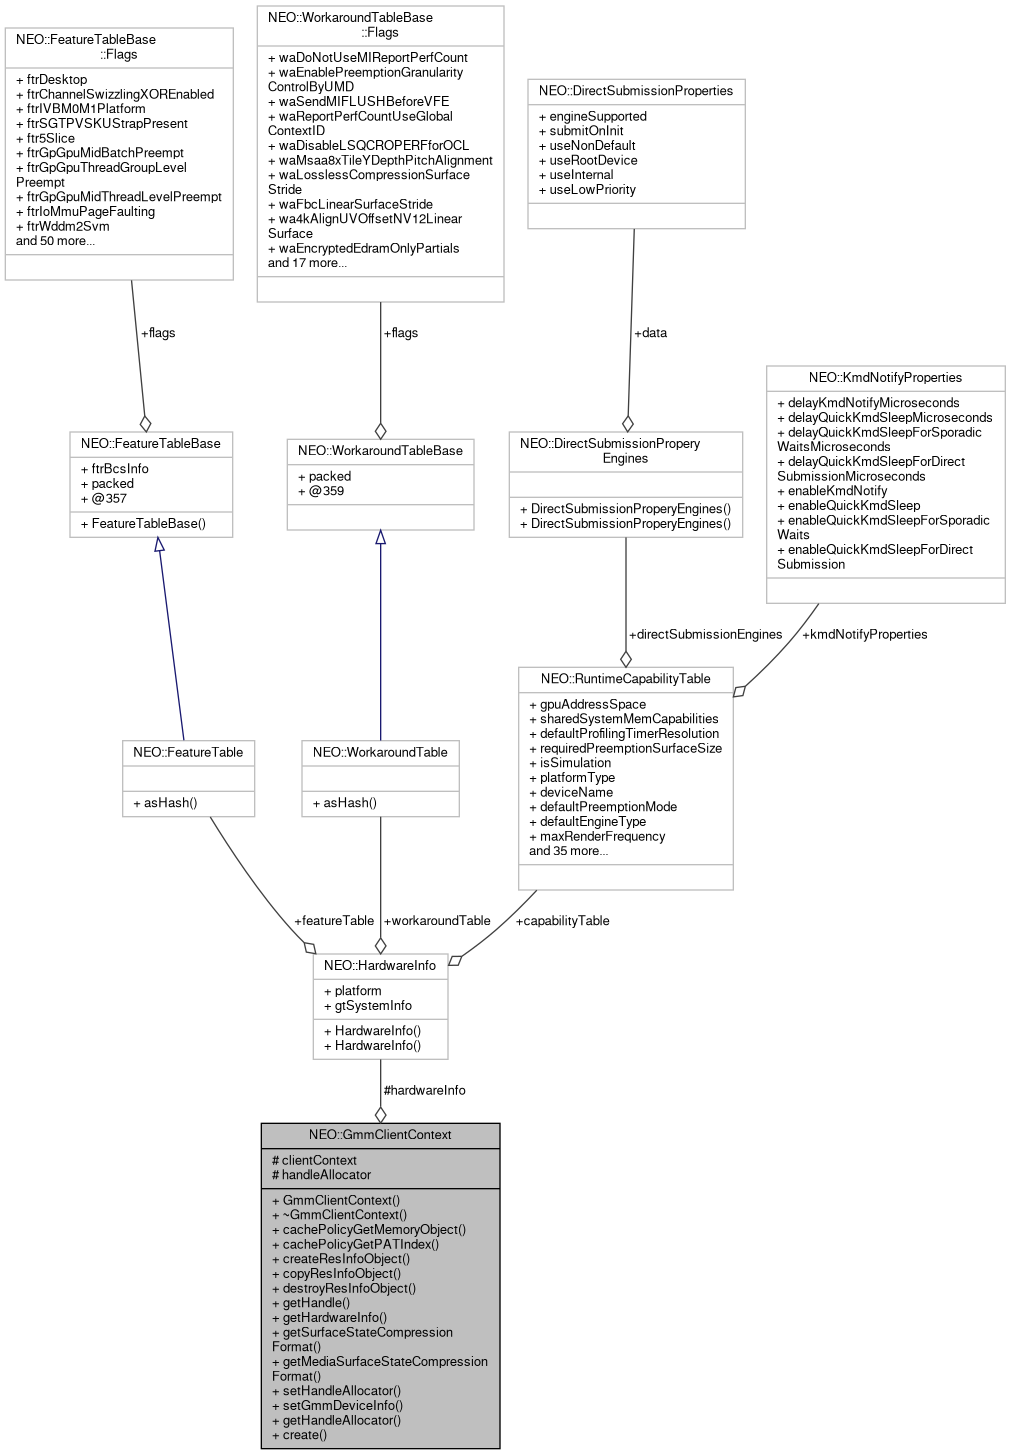 NEO::FeatureTableBase
::Flags
+ ftrDesktop
+ ftrChannelSwizzlingXOREnabled
+ ftrIVBM0M1Platform
+ ftrSGTPVSKUStrapPresent
+ ftr5Slice
+ ftrGpGpuMidBatchPreempt
+ ftrGpGpuThreadGroupLevel
Preempt
+ ftrGpGpuMidThreadLevelPreempt
+ ftrIoMmuPageFaulting
+ ftrWddm2Svm
and 50 more...
NEO::WorkaroundTableBase
::Flags
+ waDoNotUseMIReportPerfCount
+ waEnablePreemptionGranularity
ControlByUMD
+ waSendMIFLUSHBeforeVFE
+ waReportPerfCountUseGlobal
ContextID
+ waDisableLSQCROPERFforOCL
+ waMsaa8xTileYDepthPitchAlignment
+ waLosslessCompressionSurface
Stride
+ waFbcLinearSurfaceStride
+ wa4kAlignUVOffsetNV12Linear
Surface
+ waEncryptedEdramOnlyPartials
and 17 more...
NEO::DirectSubmissionProperties
+ engineSupported
+ submitOnInit
+ useNonDefault
+ useRootDevice
+ useInternal
+ useLowPriority
+flags
+flags
+data
NEO::KmdNotifyProperties
+ delayKmdNotifyMicroseconds
+ delayQuickKmdSleepMicroseconds
+ delayQuickKmdSleepForSporadic
WaitsMicroseconds
+ delayQuickKmdSleepForDirect
SubmissionMicroseconds
+ enableKmdNotify
+ enableQuickKmdSleep
+ enableQuickKmdSleepForSporadic
Waits
+ enableQuickKmdSleepForDirect
Submission
NEO::FeatureTableBase
+ ftrBcsInfo
+ packed
+ @357
+ FeatureTableBase()
NEO::WorkaroundTableBase
+ packed
+ @359
NEO::DirectSubmissionPropery
Engines
+ DirectSubmissionProperyEngines()
+ DirectSubmissionProperyEngines()
+directSubmissionEngines
+kmdNotifyProperties
NEO::FeatureTable
+ asHash()
NEO::WorkaroundTable
+ asHash()
NEO::RuntimeCapabilityTable
+ gpuAddressSpace
+ sharedSystemMemCapabilities
+ defaultProfilingTimerResolution
+ requiredPreemptionSurfaceSize
+ isSimulation
+ platformType
+ deviceName
+ defaultPreemptionMode
+ defaultEngineType
+ maxRenderFrequency
and 35 more...
+featureTable
+workaroundTable
+capabilityTable
NEO::HardwareInfo
+ platform
+ gtSystemInfo
+ HardwareInfo()
+ HardwareInfo()
#hardwareInfo
NEO::GmmClientContext
# clientContext
# handleAllocator
+ GmmClientContext()
+ ~GmmClientContext()
+ cachePolicyGetMemoryObject()
+ cachePolicyGetPATIndex()
+ createResInfoObject()
+ copyResInfoObject()
+ destroyResInfoObject()
+ getHandle()
+ getHardwareInfo()
+ getSurfaceStateCompression
Format()
+ getMediaSurfaceStateCompression
Format()
+ setHandleAllocator()
+ setGmmDeviceInfo()
+ getHandleAllocator()
+ create()